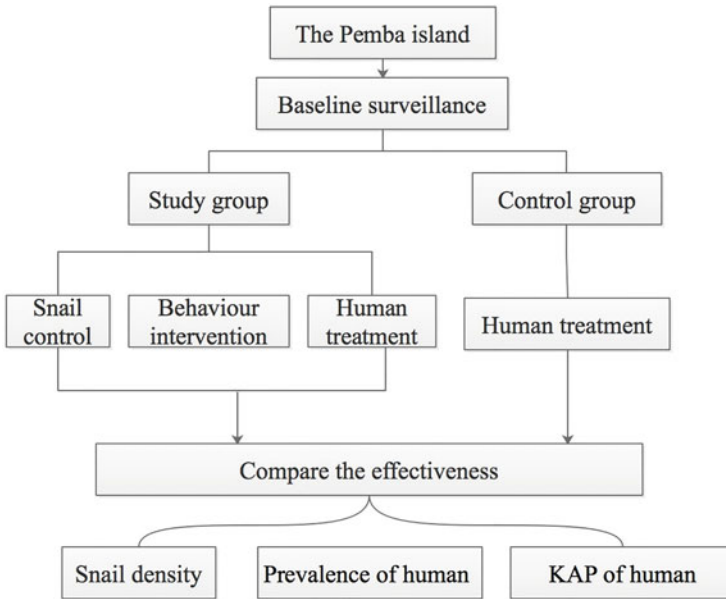 The Pemba island
Baseline surveillance
Study group
Control group
Snail
control
Behaviour
intervention
Human
treatment
Human treatment
Compare the effectiveness
Snail density
Prevalence of human
KAP of human